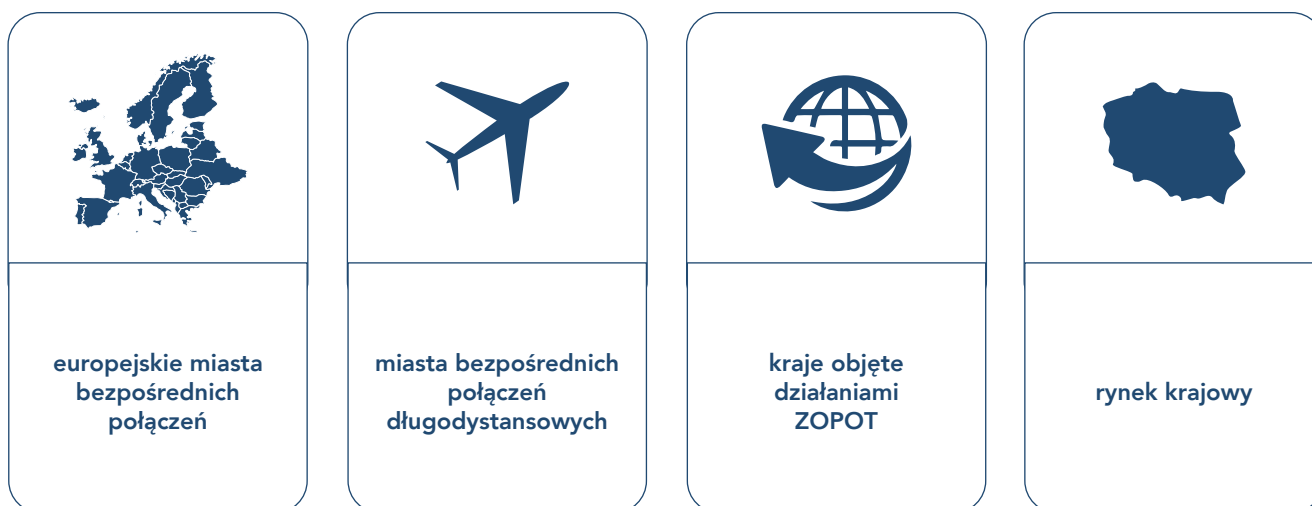 europejskie miasta
bezpośrednich
połączeń
miasta bezpośrednich
połączeń
długodystansowych
kraje objęte
działaniami
ZOPOT
rynek krajowy